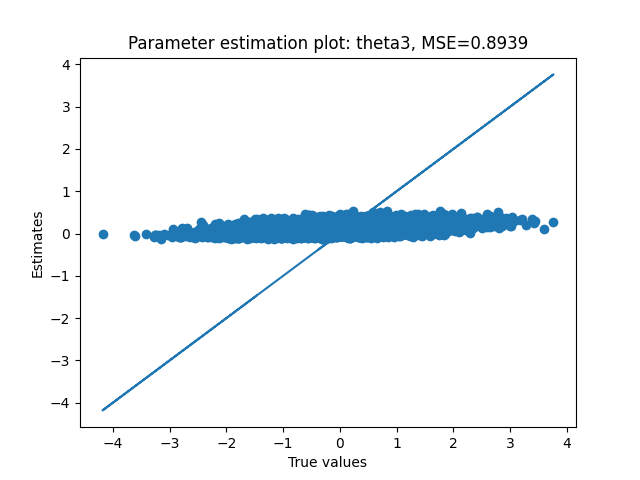 Parameter estimation plot: theta3, MSE=0.8939
4
3
2
1
0
−1
−2
−3
−4
Estimates
−4 −3 −2 −1 0 1 2 3 4
True values